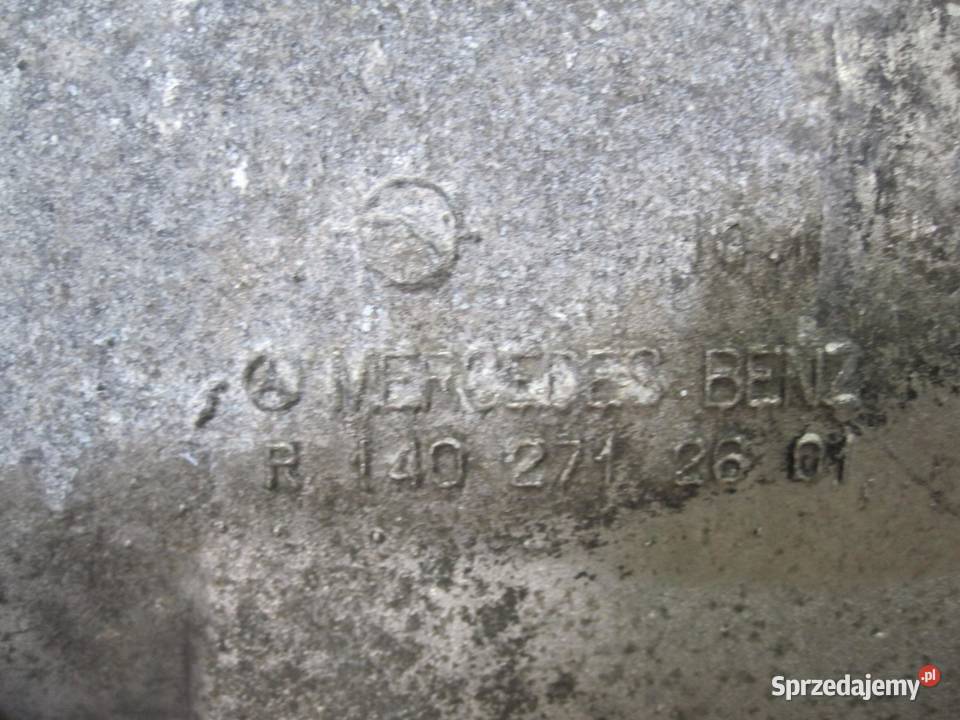 MERCEDES BENZ
R 140 271 26 01
Sprzedajemy.pl